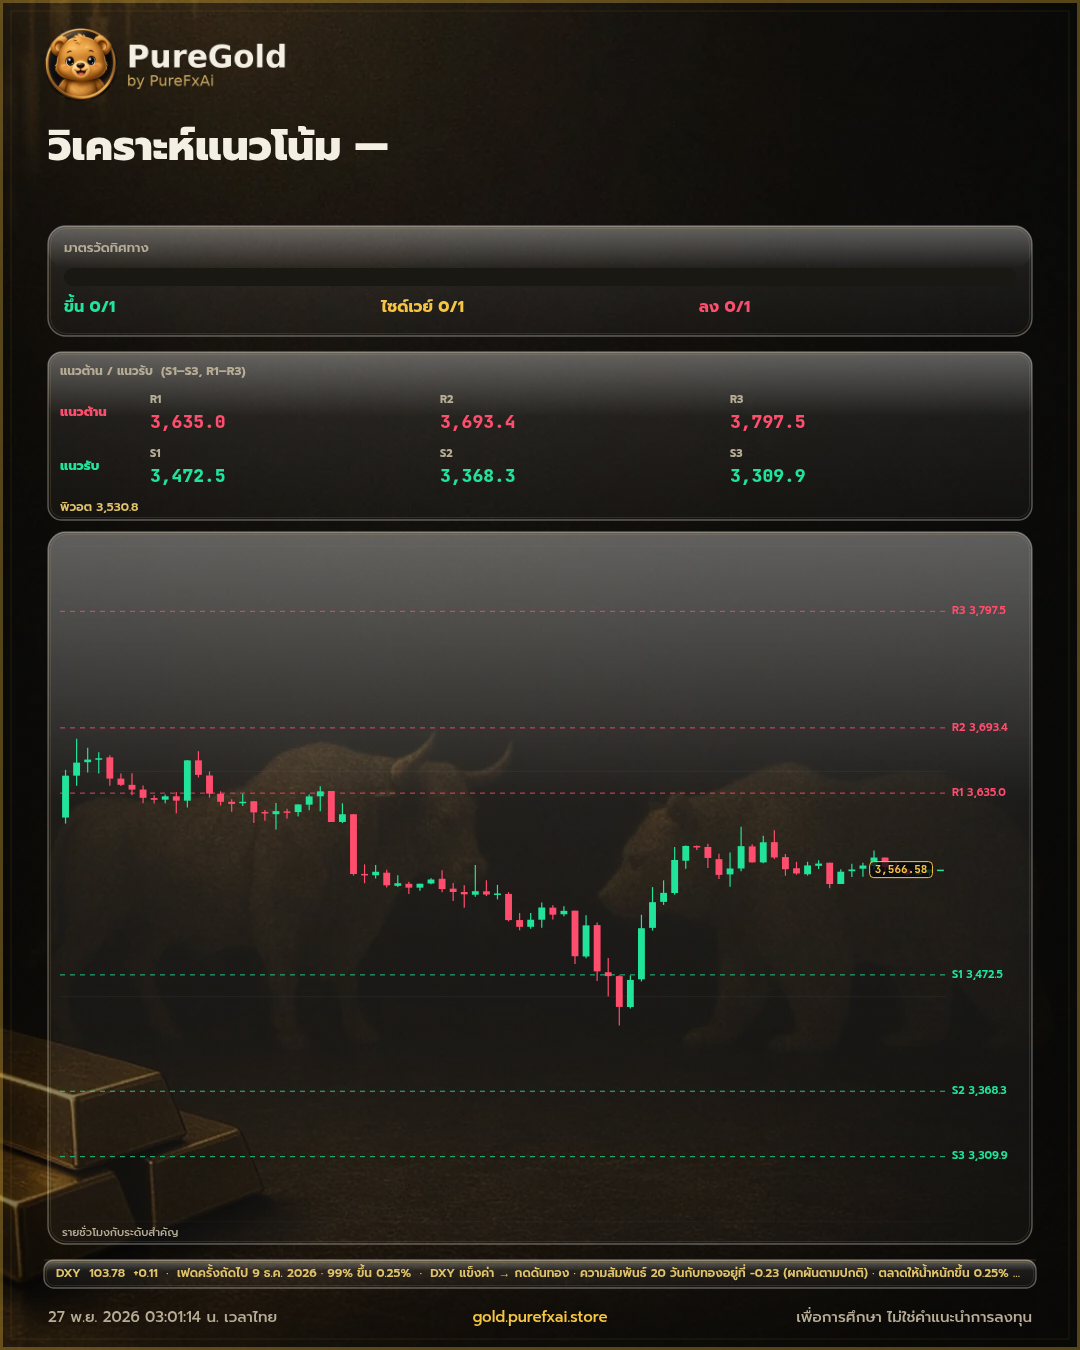 PureGold
by PureFxAi
วิเคราะห์แนวโน้ม —
มาตรวัดทิศทาง
ขึ้น 0/1 ไซด์เวย์ 0/1 ลง 0/1
แนวต้าน / แนวรับ (S1–S3, R1–R3)
R1 R2 R3
แนวต้าน 3,635.0 3,693.4 3,797.5
S1 S2 S3
แนวรับ 3,472.5 3,368.3 3,309.9
พิวอต 3,530.8
R3 3,797.5
R2 3,693.4
R1 3,635.0
3,566.58
S1 3,472.5
S2 3,368.3
S3 3,309.9
รายชั่วโมงกับระดับสำคัญ
DXY 103.78 +0.11 · เฟดครั้งถัดไป 9 ธ.ค. 2026 · 99% ขึ้น 0.25% · DXY แข็งค่า → กดดันทอง · ความสัมพันธ์ 20 วันกับทองอยู่ที่ -0.23 (ผกผันตามปกติ) · ตลาดให้น้ำหนักขึ้น 0.25% ...
27 พ.ย. 2026 03:01:14 น. เวลาไทย gold.purefxai.store เพื่อการศึกษา ไม่ใช่คำแนะนำการลงทุน